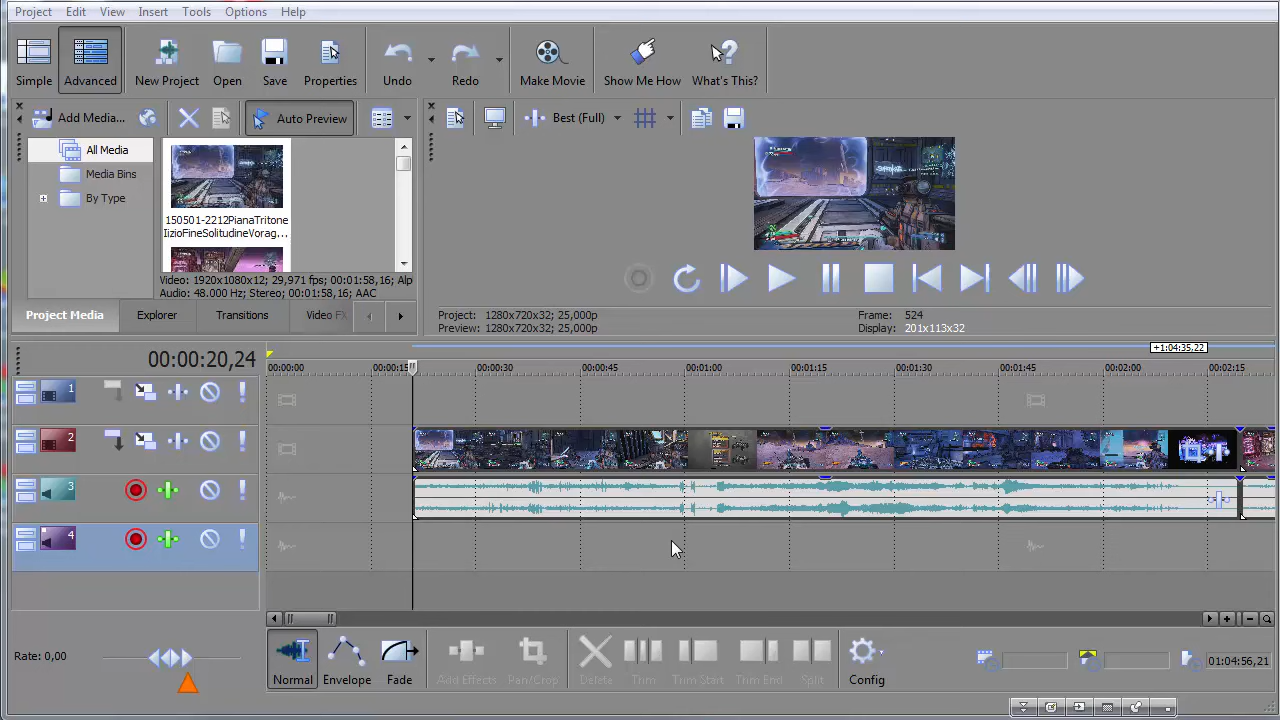 Project Edit View Insert Tools Options Help
Simple Advanced New Project Open Save Properties Undo Redo Make Movie Show Me How What's This?
Add Media... Auto Preview Best (Full)
All Media
Media Bins
By Type
150501-2212PianaTritone
IizioFineSolitudineVorag...
Video: 1920x1080x12; 29,971 fps; 00:01:58,16; Alp
Audio: 48.000 Hz; Stereo; 00:01:58,16; AAC
Project Media Explorer Transitions Video FX
Project: 1280x720x32; 25,000p Frame: 524
Preview: 1280x720x32; 25,000p Display: 201x113x32
+1:04:35,22
00:00:20,24
00:00:00 00:00:15 00:00:30 00:00:45 00:01:00 00:01:15 00:01:30 00:01:45 00:02:00 00:02:15
1
2
3
4
Rate: 0,00
Normal Envelope Fade Add Effects Pan/Crop Delete Trim Trim Start Trim End Split Config
01:04:56,21